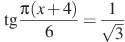 tg π(x+4)/6 = 1/√3